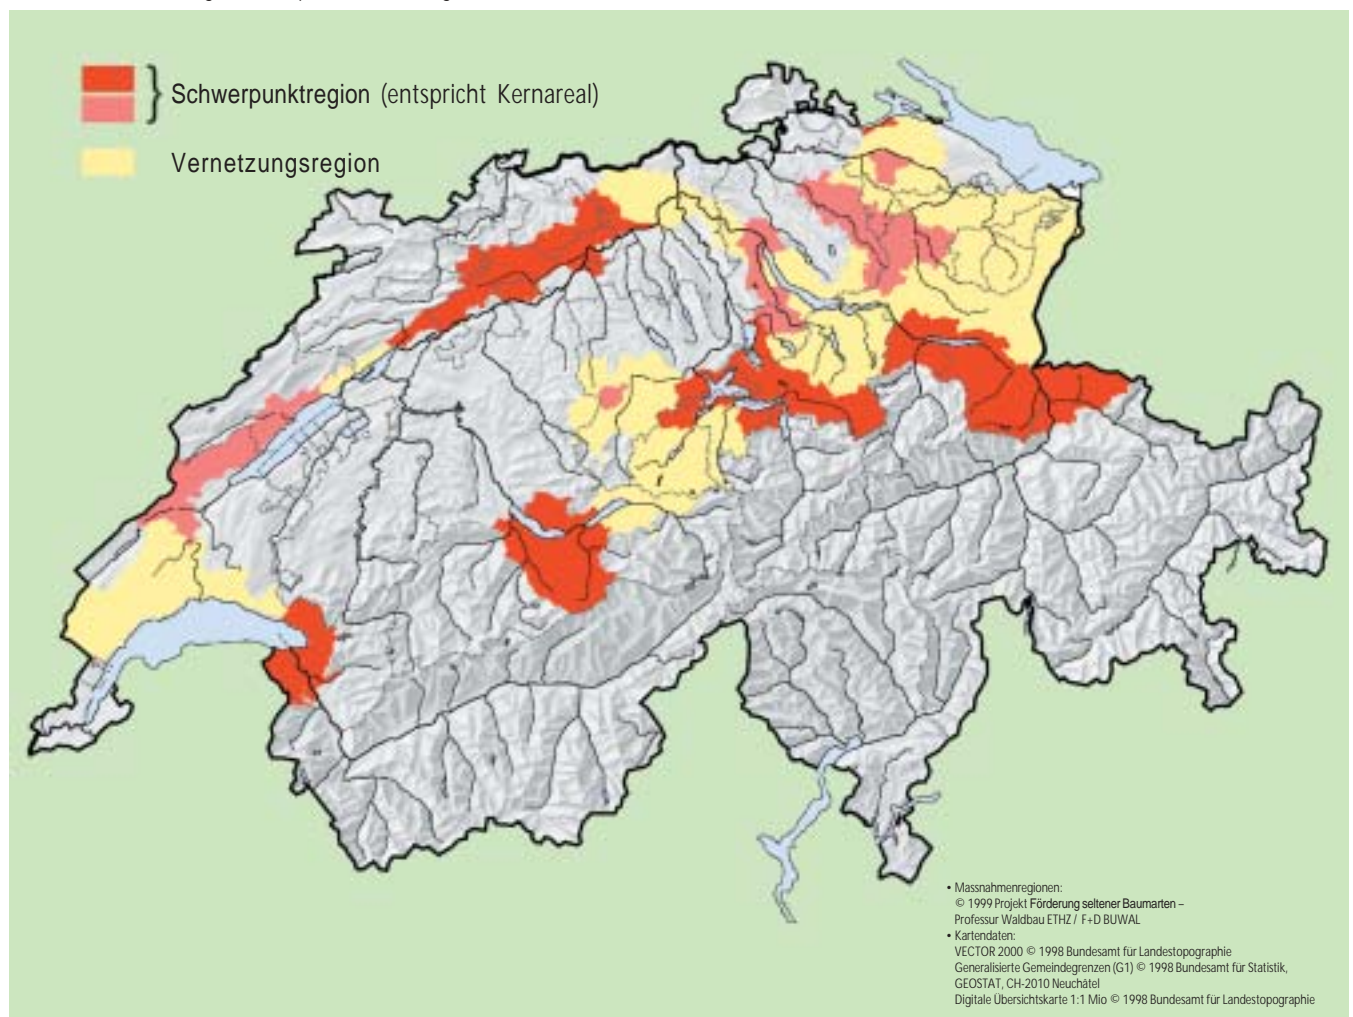 Schwerpunktregion (entspricht Kernareal)
Vernetzungsregion
• Massnahmenregionen:
© 1999 Projekt Förderung seltener Baumarten –
Professur Waldbau ETHZ / F+D BUWAL
• Kartendaten:
VECTOR 2000 © 1998 Bundesamt für Landestopographie
Generalisierte Gemeindegrenzen (G1) © 1998 Bundesamt für Statistik,
GEOSTAT, CH-2010 Neuchâtel
Digitale Übersichtskarte 1:1 Mio © 1998 Bundesamt für Landestopographie